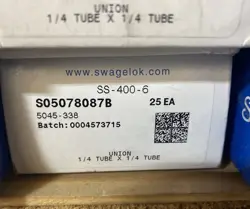 UNION
1/4 TUBE X 1/4 TUBE
www.swagelok.com
SS-400-6
S05078087B 25 EA
5045-338
Batch: 0004573715
UNION
1/4 TUBE X 1/4 TUBE